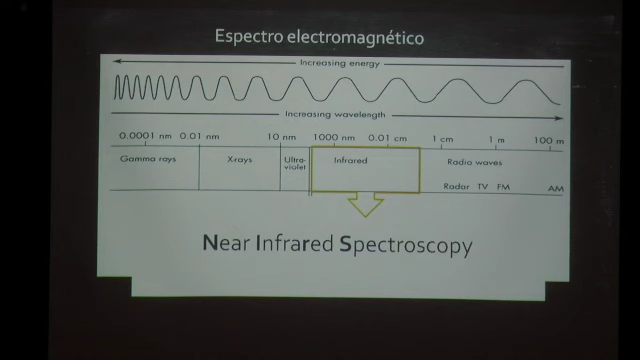 Espectro electromagnético
Increasing energy
Increasing wavelength
0.0001 nm 0.01 nm 10 nm 1000 nm 0.01 cm 1 cm 1 m 100 m
Gamma rays X-rays Ultra-violet Infrared Radio waves
Radar TV FM AM
Near Infrared Spectroscopy